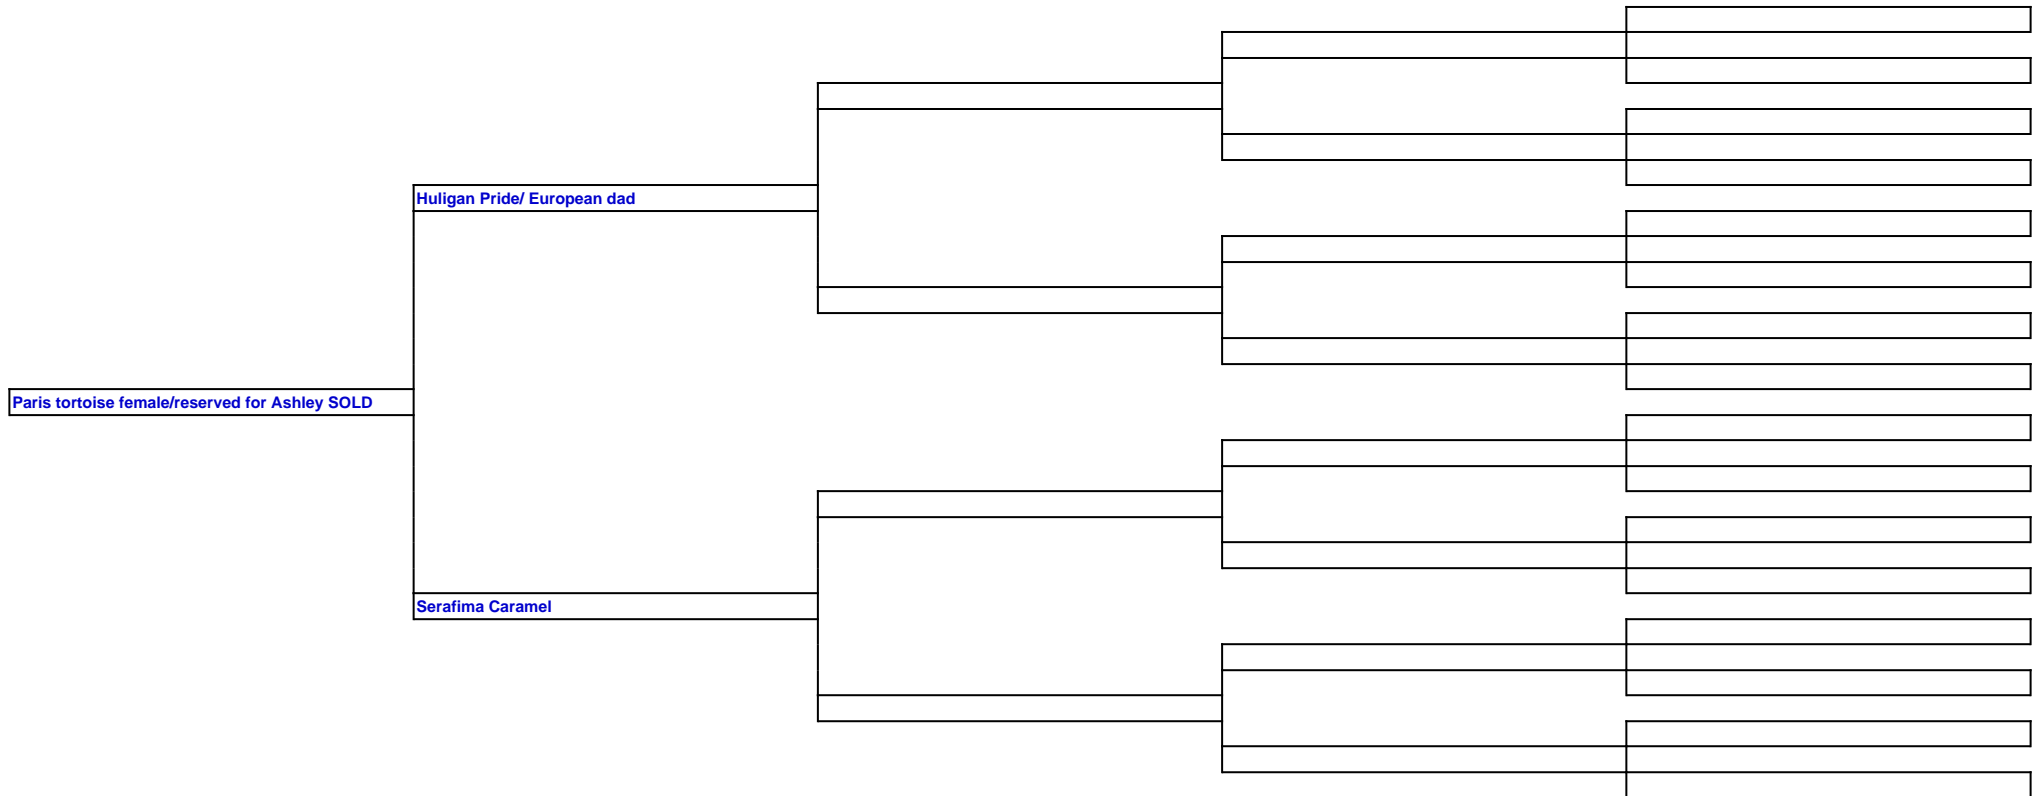 Huligan Pride/ European dad
Paris tortoise female/reserved for Ashley SOLD
Serafima Caramel